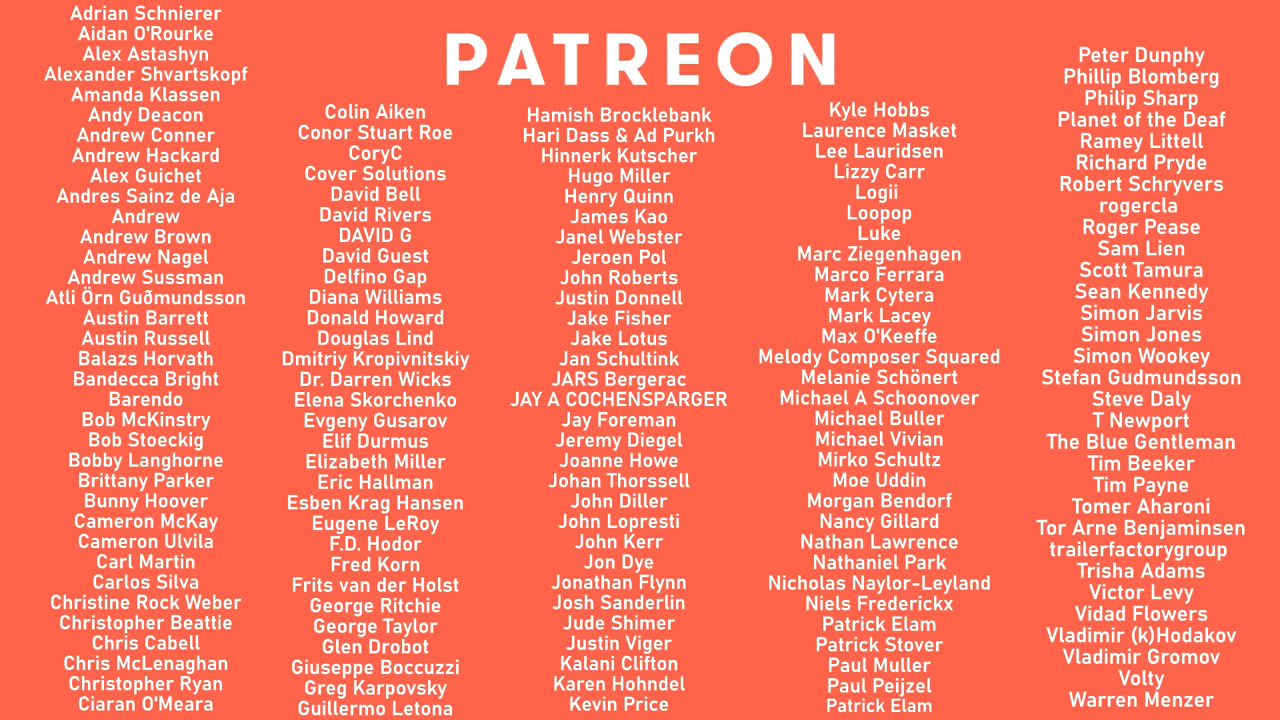 PATREON
Adrian Schnierer
Aidan O'Rourke
Alex Astashyn
Alexander Shvartskopf
Amanda Klassen
Andy Deacon
Andrew Conner
Andrew Hackard
Alex Guichet
Andres Sainz de Aja
Andrew
Andrew Brown
Andrew Nagel
Andrew Sussman
Atli Örn Guðmundsson
Austin Barrett
Austin Russell
Balazs Horvath
Bandecca Bright
Barendo
Bob McKinstry
Bob Stoeckig
Bobby Langhorne
Brittany Parker
Bunny Hoover
Cameron McKay
Cameron Ulvila
Carl Martin
Carlos Silva
Christine Rock Weber
Christopher Beattie
Chris Cabell
Chris McLenaghan
Christopher Ryan
Ciaran O'Meara
Colin Aiken
Conor Stuart Roe
CoryC
Cover Solutions
David Bell
David Rivers
DAVID G
David Guest
Delfino Gap
Diana Williams
Donald Howard
Douglas Lind
Dmitriy Kropivnitskiy
Dr. Darren Wicks
Elena Skorchenko
Evgeny Gusarov
Elif Durmus
Elizabeth Miller
Eric Hallman
Esben Krag Hansen
Eugene LeRoy
F.D. Hodor
Fred Korn
Frits van der Holst
George Ritchie
George Taylor
Glen Drobot
Giuseppe Boccuzzi
Greg Karpovsky
Guillermo Letona
Hamish Brocklebank
Hari Dass & Ad Purkh
Hinnerk Kutscher
Hugo Miller
Henry Quinn
James Kao
Janel Webster
Jeroen Pol
John Roberts
Justin Donnell
Jake Fisher
Jake Lotus
Jan Schultink
JARS Bergerac
JAY A COCHENSPARGER
Jay Foreman
Jeremy Diegel
Joanne Howe
Johan Thorssell
John Diller
John Lopresti
John Kerr
Jon Dye
Jonathan Flynn
Josh Sanderlin
Jude Shimer
Justin Viger
Kalani Clifton
Karen Hohndel
Kevin Price
Kyle Hobbs
Laurence Masket
Lee Lauridsen
Lizzy Carr
Logii
Loopop
Luke
Marc Ziegenhagen
Marco Ferrara
Mark Cytera
Mark Lacey
Max O'Keeffe
Melody Composer Squared
Melanie Schönert
Michael A Schoonover
Michael Buller
Michael Vivian
Mirko Schultz
Moe Uddin
Morgan Bendorf
Nancy Gillard
Nathan Lawrence
Nathaniel Park
Nicholas Naylor-Leyland
Niels Frederickx
Patrick Elam
Patrick Stover
Paul Muller
Paul Peijzel
Patrick Elam
Peter Dunphy
Phillip Blomberg
Philip Sharp
Planet of the Deaf
Ramey Littell
Richard Pryde
Robert Schryvers
rogercla
Roger Pease
Sam Lien
Scott Tamura
Sean Kennedy
Simon Jarvis
Simon Jones
Simon Wookey
Stefan Gudmundsson
Steve Daly
T Newport
The Blue Gentleman
Tim Beeker
Tim Payne
Tomer Aharoni
Tor Arne Benjaminsen
trailerfactorygroup
Trisha Adams
Victor Levy
Vidad Flowers
Vladimir (k)Hodakov
Vladimir Gromov
Volty
Warren Menzer